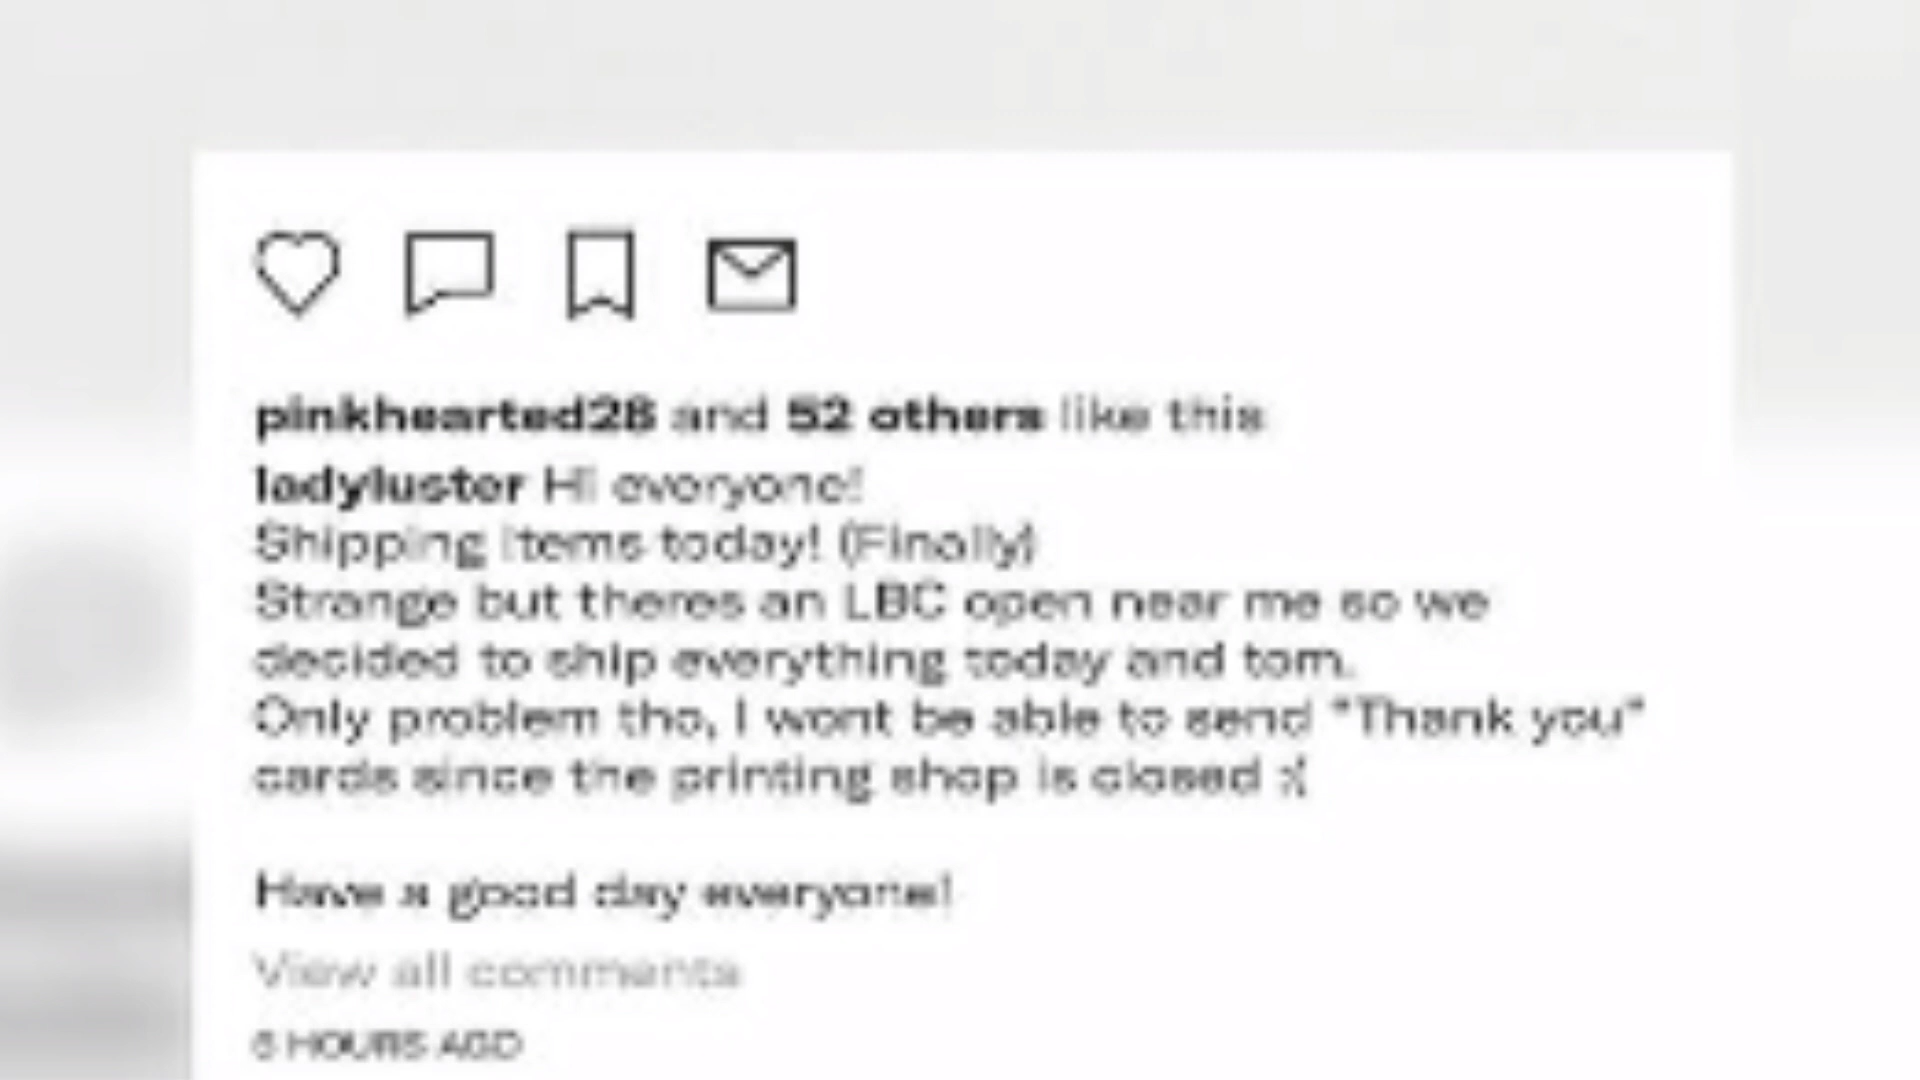 pinkhearted28 and 52 others like this
ladyluster Hi everyone!
Shipping items today! (Finally)
Strange but theres an LBC open near me so we
decided to ship everything today and tom.
Only problem tho, I wont be able to send "Thank you"
cards since the printing shop is closed :(
Have a good day everyone!
View all comments
HOURS AGO